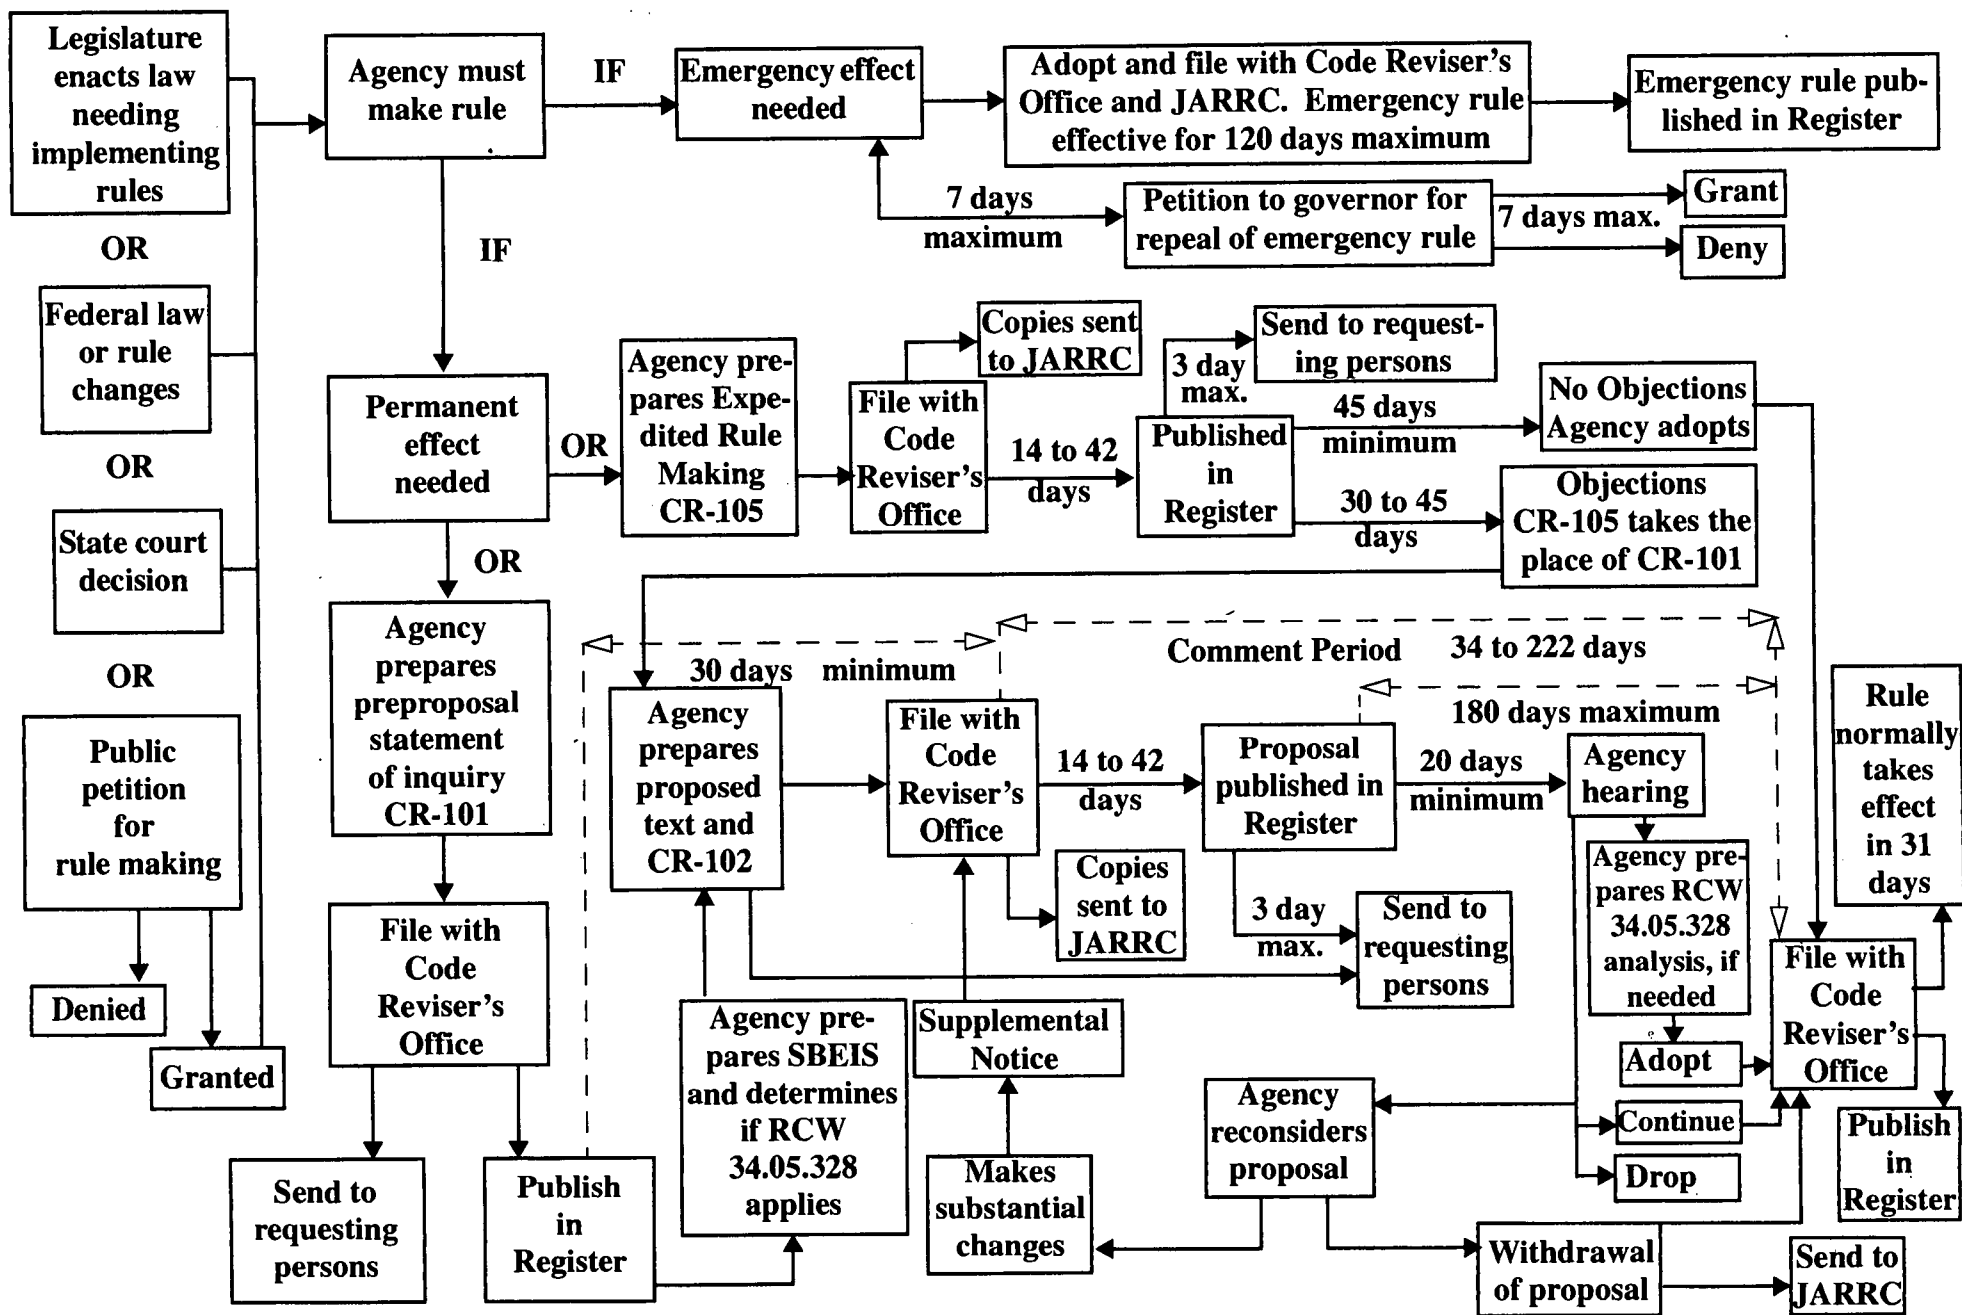 Legislature
enacts law
needing
implementing
rules
OR
Federal law
or rule
changes
OR
State court
decision
OR
Public
petition
for
rule making
Denied
Granted
Agency must
make rule
IF
Emergency effect
needed
Adopt and file with Code Reviser's
Office and JARRC. Emergency rule
effective for 120 days maximum
Emergency rule pub-
lished in Register
7 days
maximum
Petition to governor for
repeal of emergency rule
7 days max.
Grant
Deny
IF
Permanent
effect
needed
OR
Agency pre-
pares Expe-
dited Rule
Making
CR-105
File with
Code
Reviser's
Office
Copies sent
to JARRC
14 to 42
days
Published
in
Register
3 day
max.
Send to request-
ing persons
45 days
minimum
No Objections
Agency adopts
30 to 45
days
Objections
CR-105 takes the
place of CR-101
OR
Agency
prepares
preproposal
statement
of inquiry
CR-101
File with
Code
Reviser's
Office
Send to
requesting
persons
Publish
in
Register
30 days minimum
Agency
prepares
proposed
text and
CR-102
Agency pre-
pares SBEIS
and determines
if RCW
34.05.328
applies
File with
Code
Reviser's
Office
Copies
sent to
JARRC
Supplemental
Notice
Makes
substantial
changes
Comment Period 34 to 222 days
180 days maximum
14 to 42
days
Proposal
published in
Register
3 day
max.
Send to
requesting
persons
20 days
minimum
Agency
hearing
Agency pre-
pares RCW
34.05.328
analysis, if
needed
Adopt
Continue
Drop
Agency
reconsiders
proposal
Withdrawal
of proposal
Send to
JARRC
File with
Code
Reviser's
Office
Rule
normally
takes
effect
in 31
days
Publish
in
Register